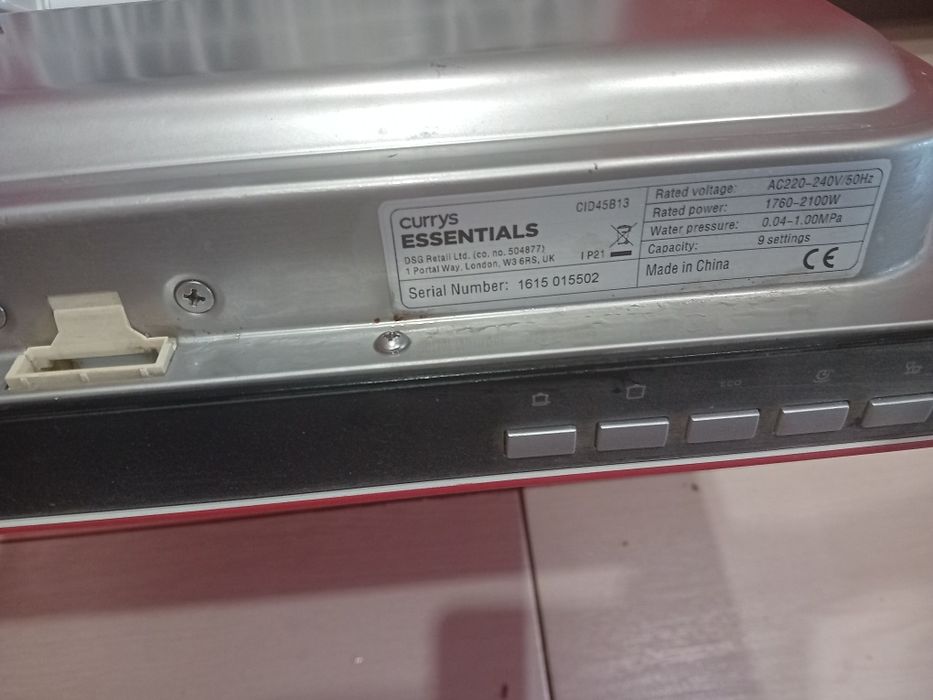 currys
ESSENTIALS
CID45B13
DSG Retail Ltd. (co. no. 504877)
1 Portal Way, London, W3 6RS, UK
IP21
Serial Number: 1615 015502
Rated voltage: AC220-240V/50Hz
Rated power: 1760-2100W
Water pressure: 0.04-1.00MPa
Capacity: 9 settings
Made in China
CE
ECO